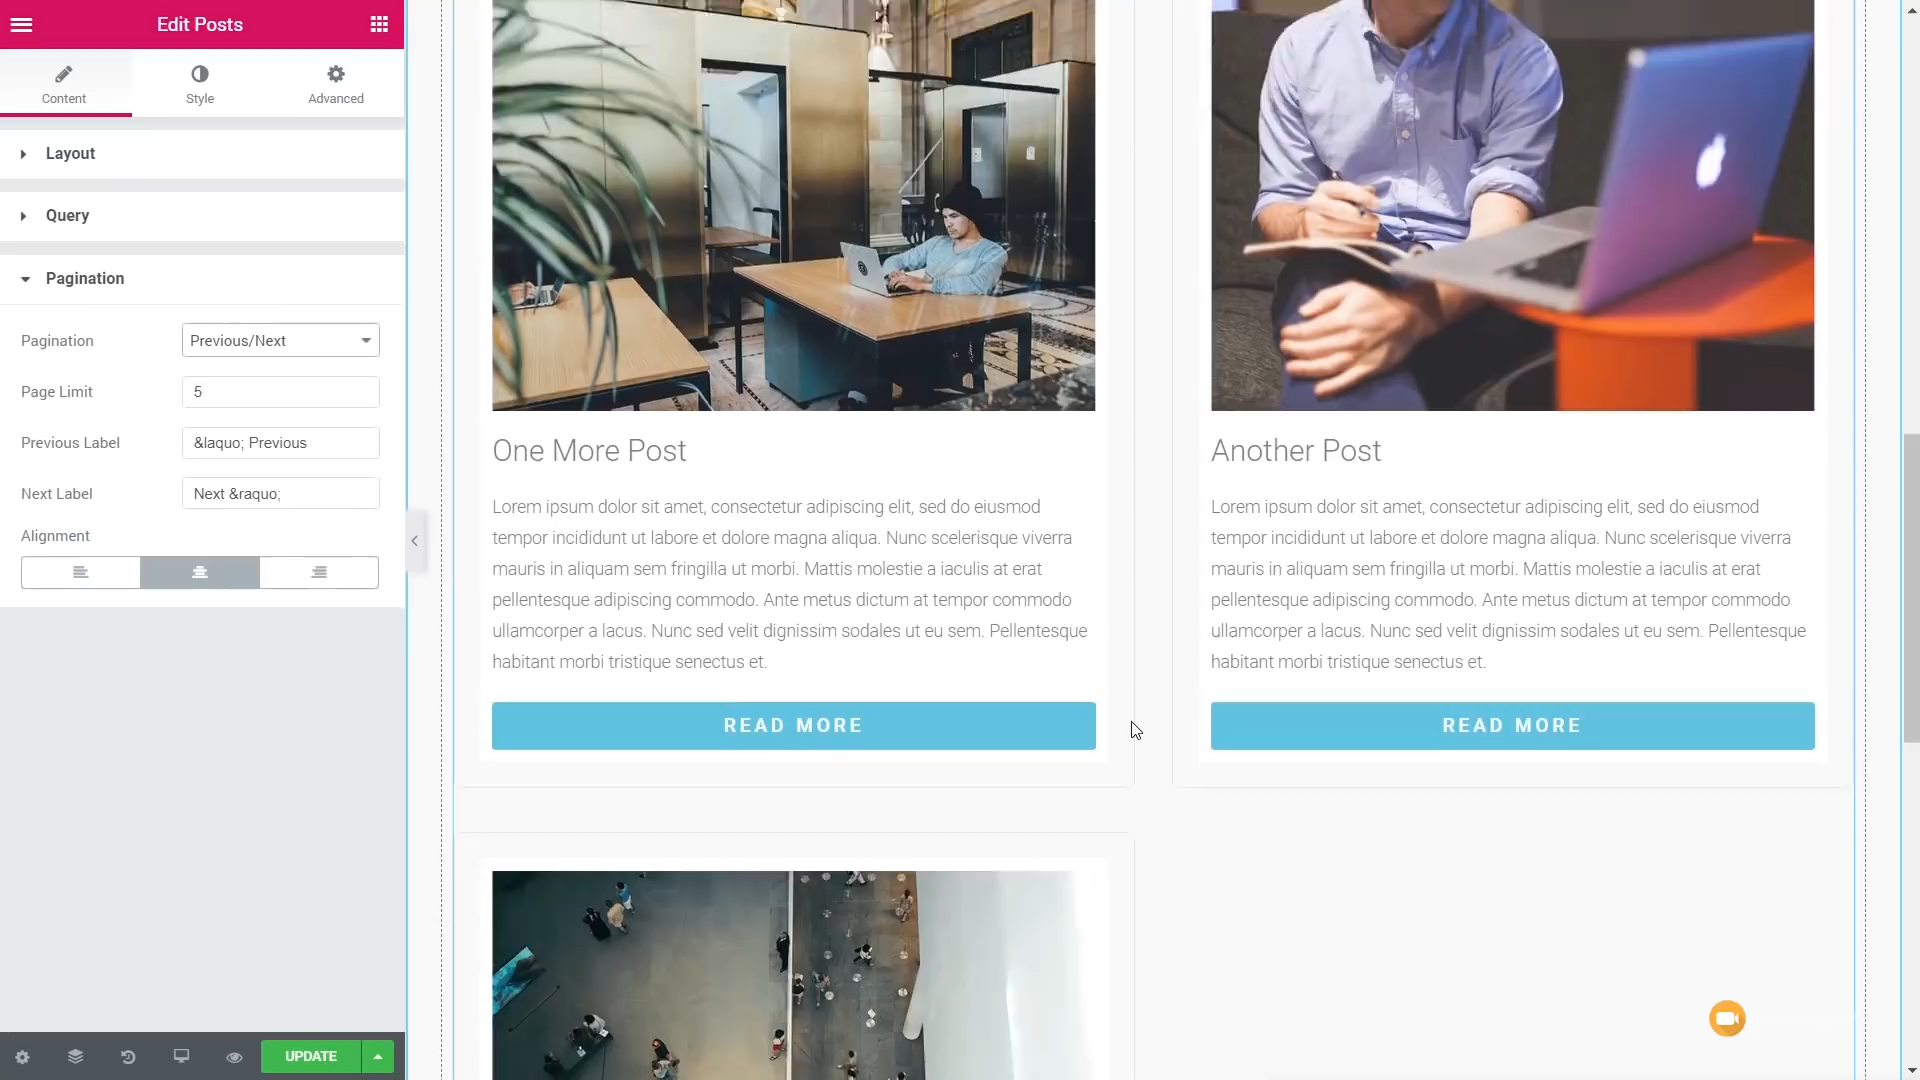 Edit Posts
Content
Style
Advanced
Layout
Query
Pagination
Pagination
Previous/Next
Page Limit
5
Previous Label
&laquo; Previous
Next Label
Next &raquo;
Alignment
UPDATE
One More Post
Lorem ipsum dolor sit amet, consectetur adipiscing elit, sed do eiusmod
tempor incididunt ut labore et dolore magna aliqua. Nunc scelerisque viverra
mauris in aliquam sem fringilla ut morbi. Mattis molestie a iaculis at erat
pellentesque adipiscing commodo. Ante metus dictum at tempor commodo
ullamcorper a lacus. Nunc sed velit dignissim sodales ut eu sem. Pellentesque
habitant morbi tristique senectus et.
READ MORE
Another Post
Lorem ipsum dolor sit amet, consectetur adipiscing elit, sed do eiusmod
tempor incididunt ut labore et dolore magna aliqua. Nunc scelerisque viverra
mauris in aliquam sem fringilla ut morbi. Mattis molestie a iaculis at erat
pellentesque adipiscing commodo. Ante metus dictum at tempor commodo
ullamcorper a lacus. Nunc sed velit dignissim sodales ut eu sem. Pellentesque
habitant morbi tristique senectus et.
READ MORE